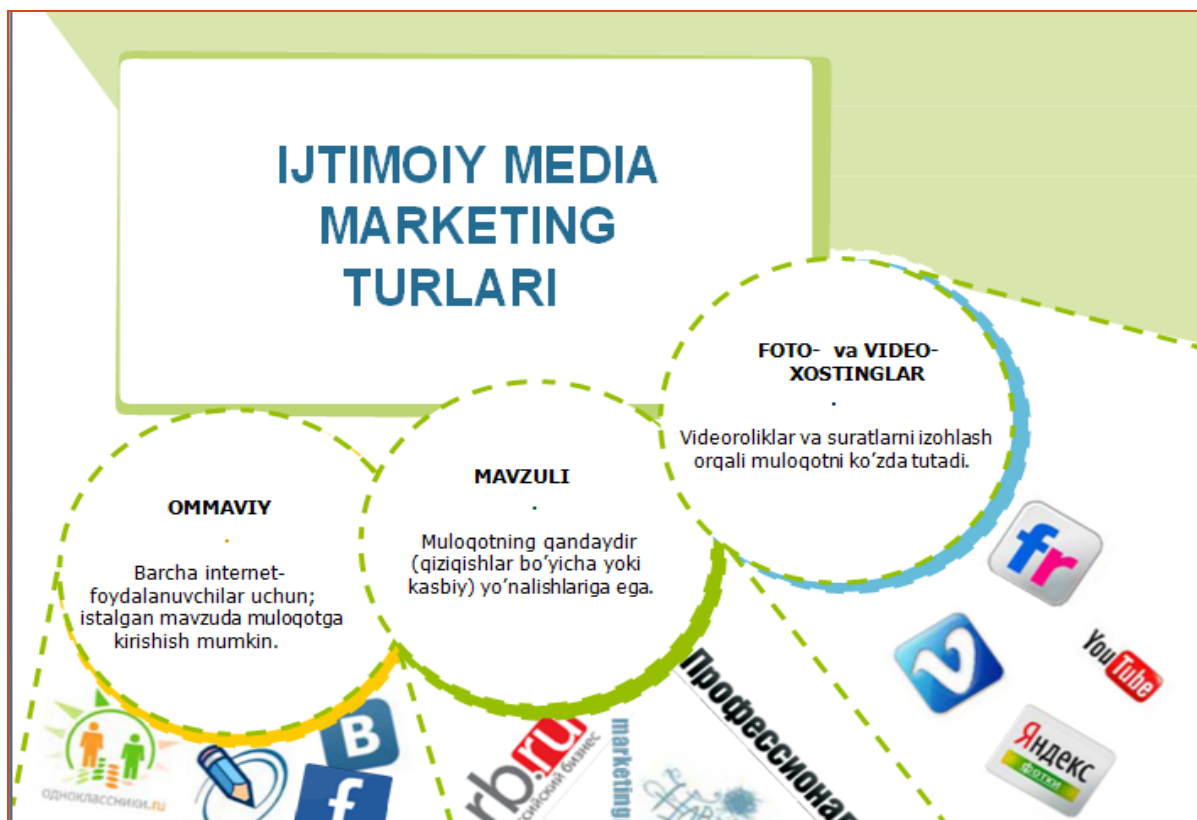 IJTIMOIY MEDIA
MARKETING
TURLARI
FOTO- va VIDEO-
XOSTINGLAR
Videoroliklar va suratlarni izohlash
orqali muloqotni ko’zda tutadi.
MAVZULI
Muloqotning qandaydir
(qiziqishlar bo’yicha yoki
kasbiy) yo’nalishlariga ega.
OMMAVIY
Barcha internet-
foydalanuvchilar uchun;
istalgan mavzuda muloqotga
kirishish mumkin.
одноклассники.ru
B
f
rb.ru
marketing
fr
You Tube
Яндекс
фотки